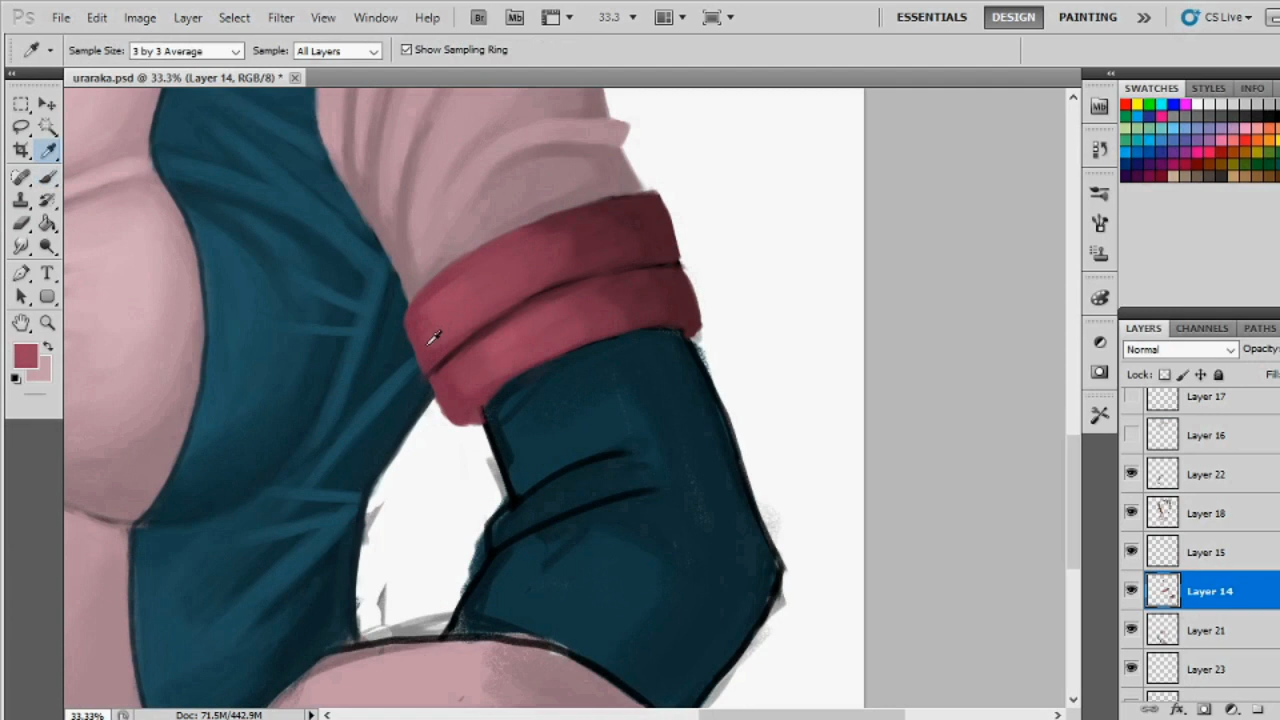 Ps File Edit Image Layer Select Filter View Window Help Br Mb 33.3 ESSENTIALS DESIGN PAINTING CS Live
Sample Size: 3 by 3 Average Sample: All Layers Show Sampling Ring
uraraka.psd @ 33.3% (Layer 14, RGB/8) *
SWATCHES STYLES INFO
Mb
LAYERS CHANNELS PATHS
Normal Opacity:
Lock: Fill:
Layer 17
Layer 16
Layer 22
Layer 18
Layer 15
Layer 14
Layer 21
Layer 23
33.33% Doc: 71.5M/442.9M